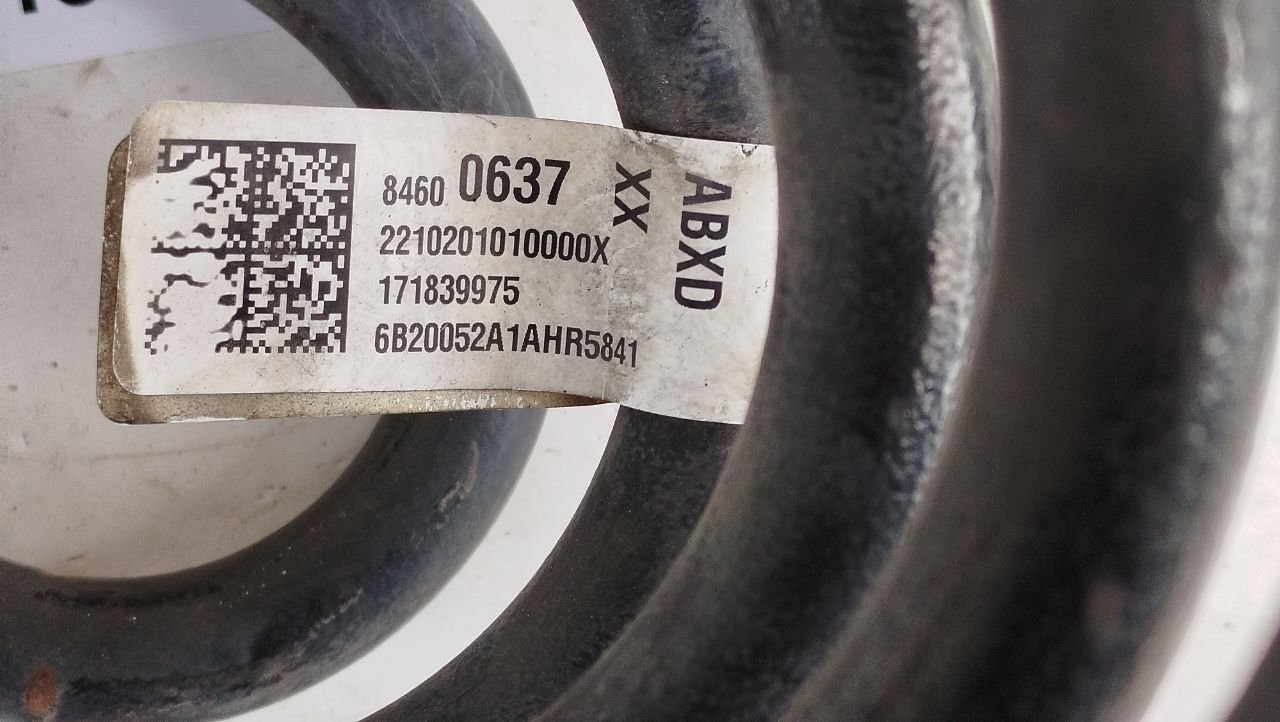 8460 0637
2210201010000X
171839975
6B20052A1AHR5841
XX
ABXD